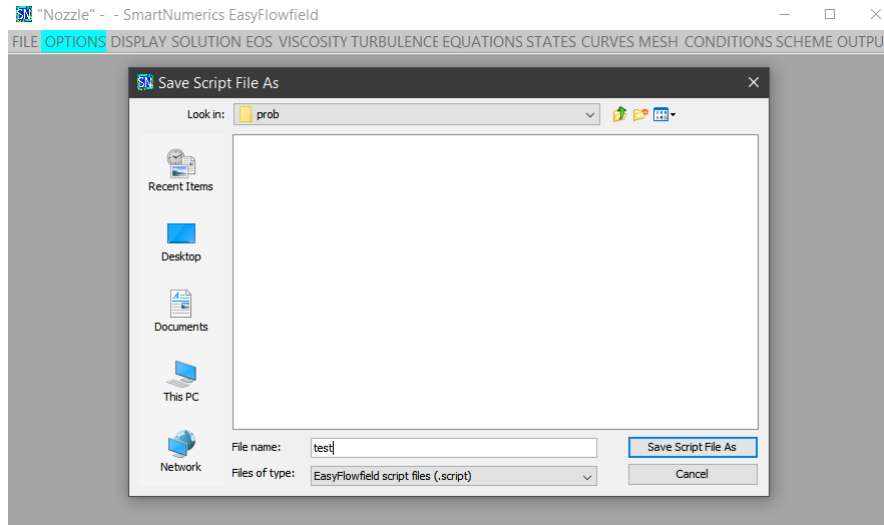 "Nozzle" - - SmartNumerics EasyFlowfield
FILE OPTIONS DISPLAY SOLUTION EOS VISCOSITY TURBULENCE EQUATIONS STATES CURVES MESH CONDITIONS SCHEME OUTPU
Save Script File As
Look in: prob
Recent Items
Desktop
Documents
This PC
Network
File name: test
Save Script File As
Files of type: EasyFlowfield script files (.script)
Cancel